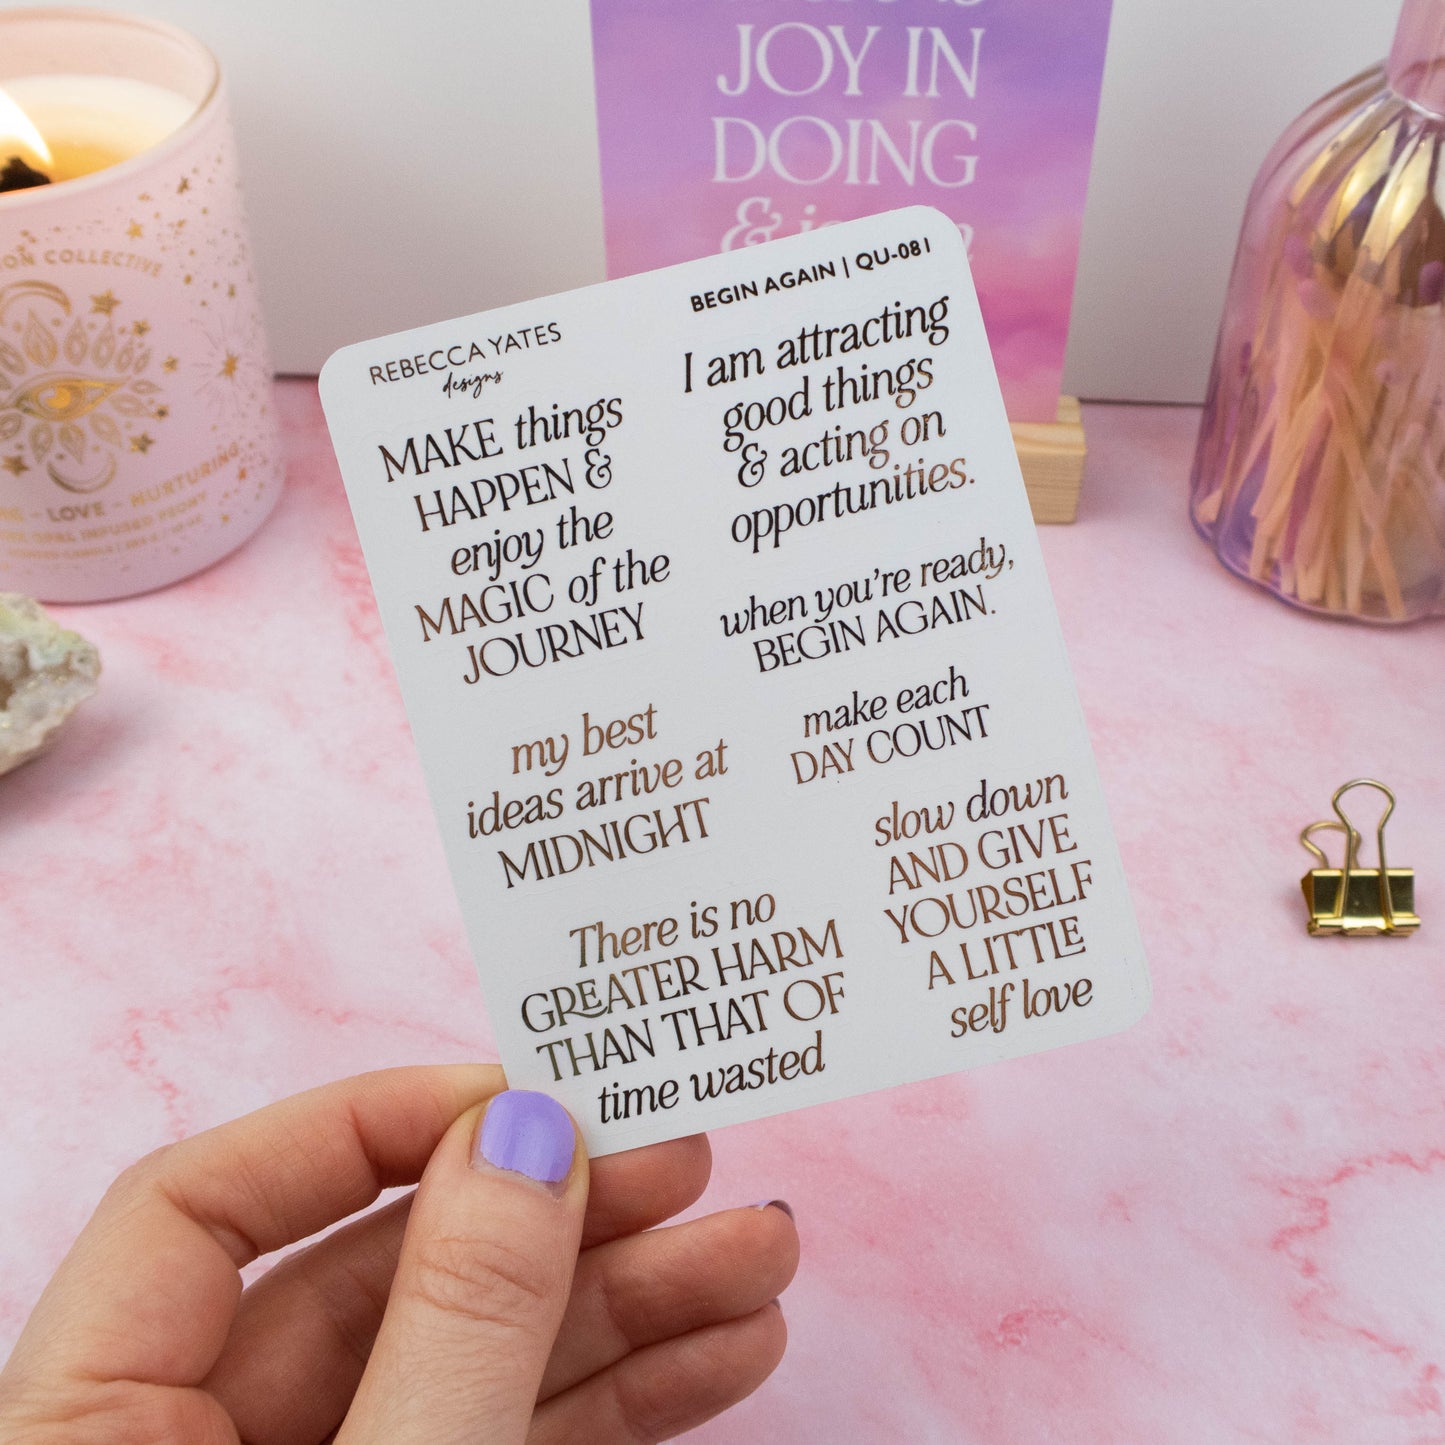 JOY IN
DOING
&
REBECCA YATES
designs
BEGIN AGAIN | QU-081
MAKE things
HAPPEN &
enjoy the
MAGIC of the
JOURNEY
my best
ideas arrive at
MIDNIGHT
There is no
GREATER HARM
THAN THAT OF
time wasted
I am attracting
good things
& acting on
opportunities.
when you're ready,
BEGIN AGAIN.
make each
DAY COUNT
slow down
AND GIVE
YOURSELF
A LITTLE
self love
COLLECTIVE
- LOVE - NURTURING
OPAL INFUSED PEONY